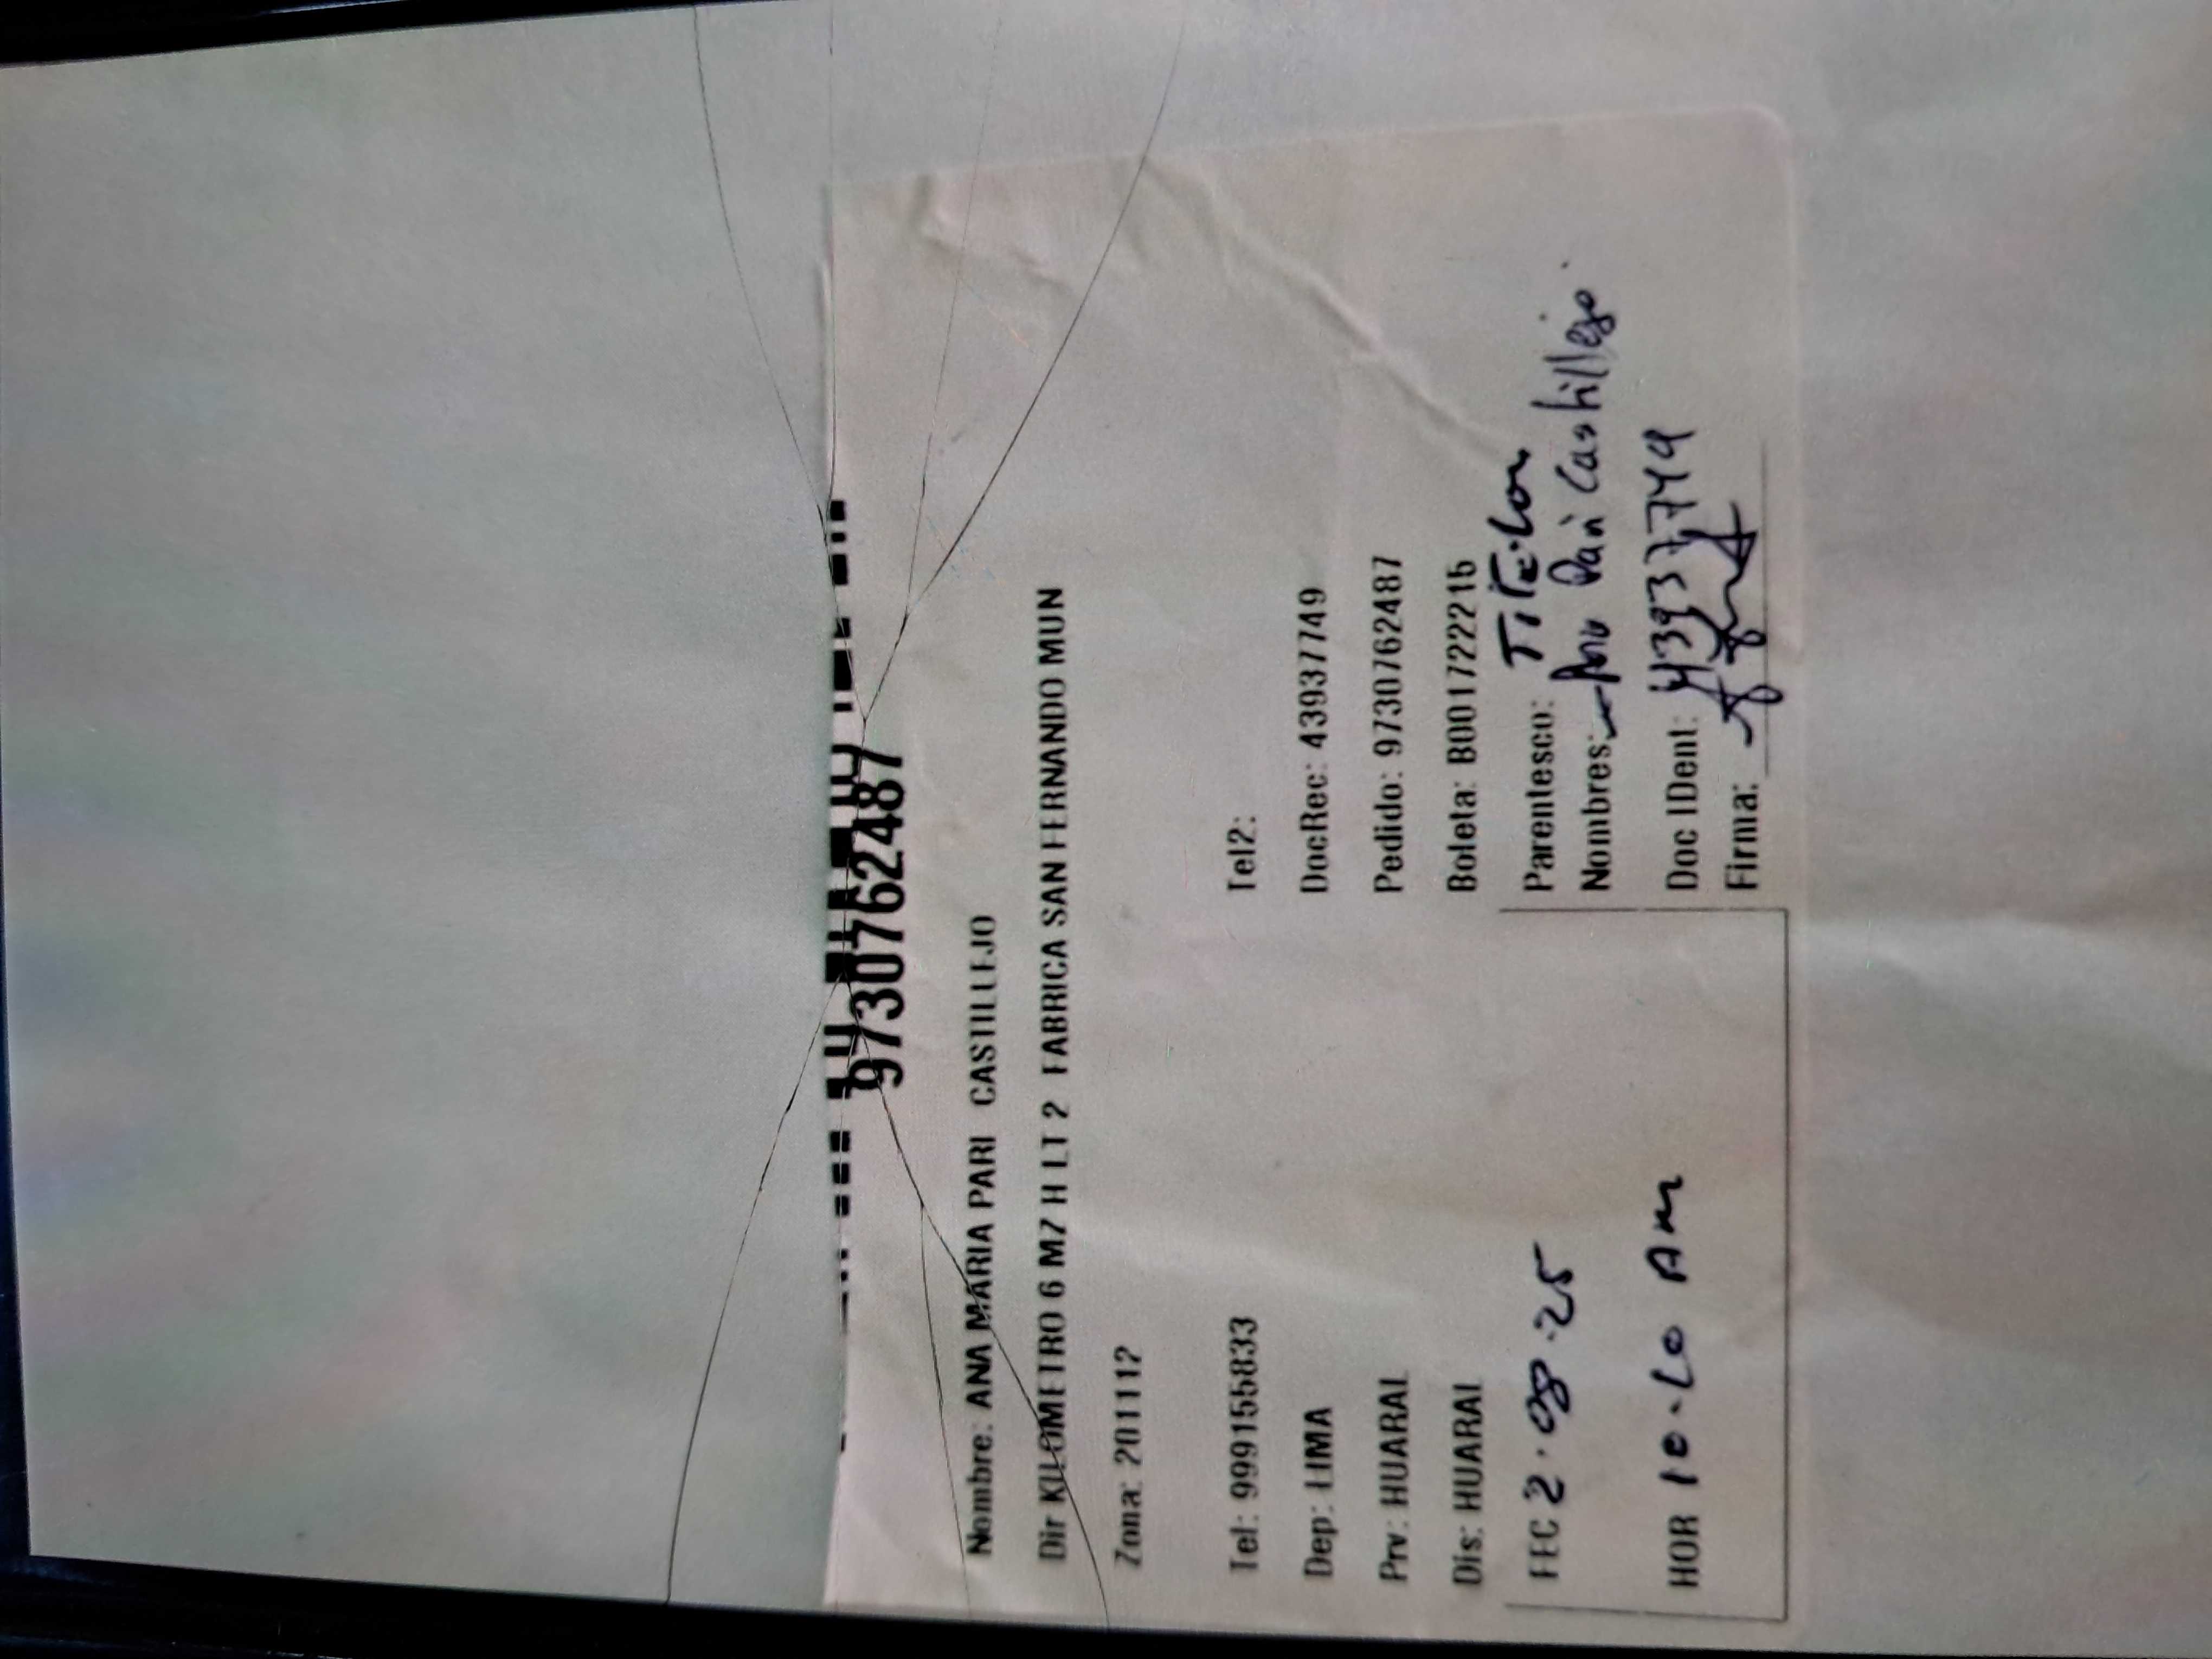 9730762487
Nombre: ANA MARIA PARI CASTILLEJO
Dir KILOMETRO 6 MZ H LT 2 FABRICA SAN FERNANDO MUN
Zona: 201112
Tel: 999155833 Tel2:
Dep: LIMA DocRec: 43937749
Prv: HUARAL Pedido: 9730762487
Dis: HUARAL Boleta: B0017222215
FEC 2.08.25 Parentesco: Titular
Nombres: Ana Pari Castillejo
HOR 10.20 AM Doc IDent: 43937749
Firma: